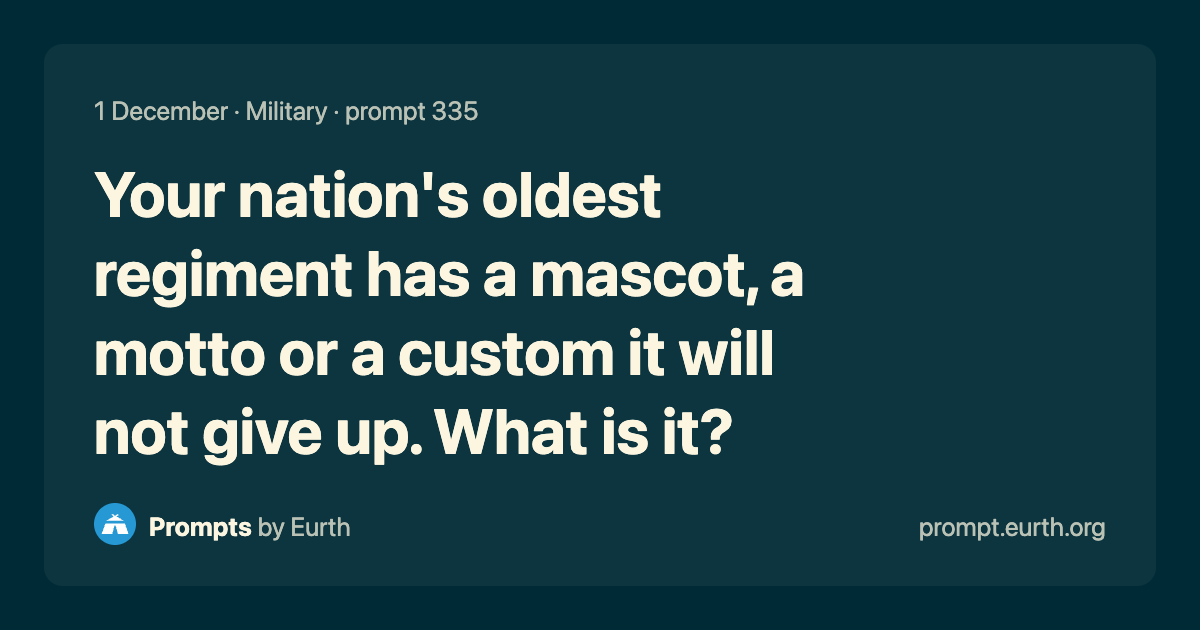 1 December · Military · prompt 335
Your nation's oldest
regiment has a mascot, a
motto or a custom it will
not give up. What is it?
Prompts by Eurth
prompt.eurth.org